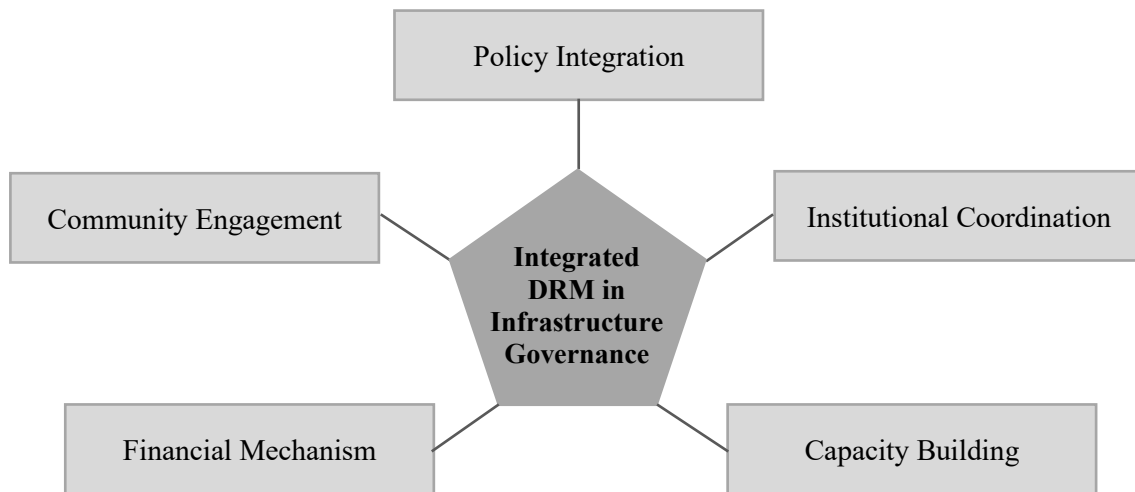 Policy Integration
Community Engagement
Institutional Coordination
Integrated
DRM in
Infrastructure
Governance
Financial Mechanism
Capacity Building